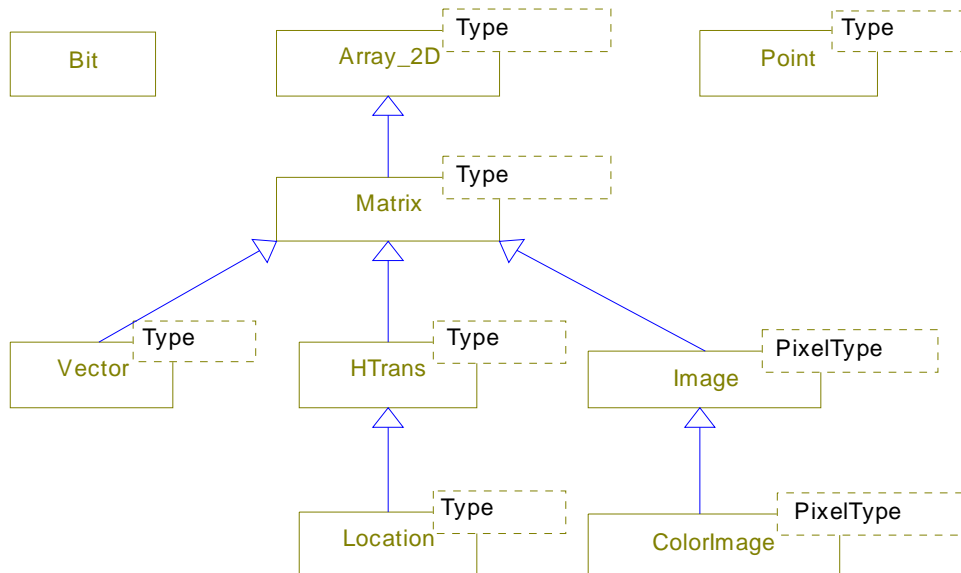 Type
Type
Bit
Array_2D
Point
Type
Matrix
Type
Type
PixelType
Vector
HTrans
Image
Type
PixelType
Location
ColorImage